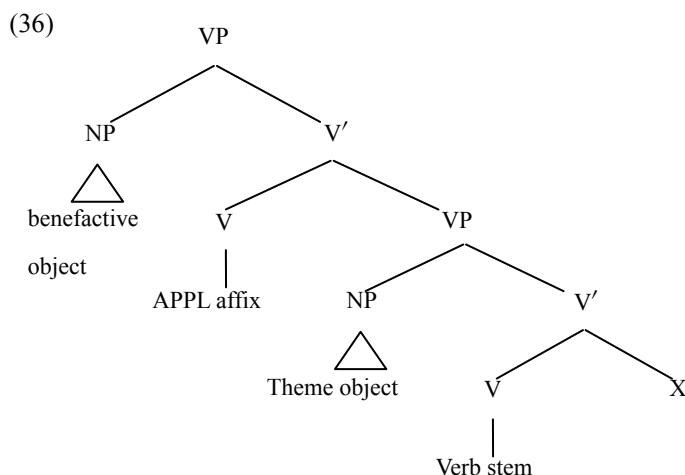 (36)
VP
NP V′
benefactive V VP
object
APPL affix NP V′
Theme object V X
Verb stem